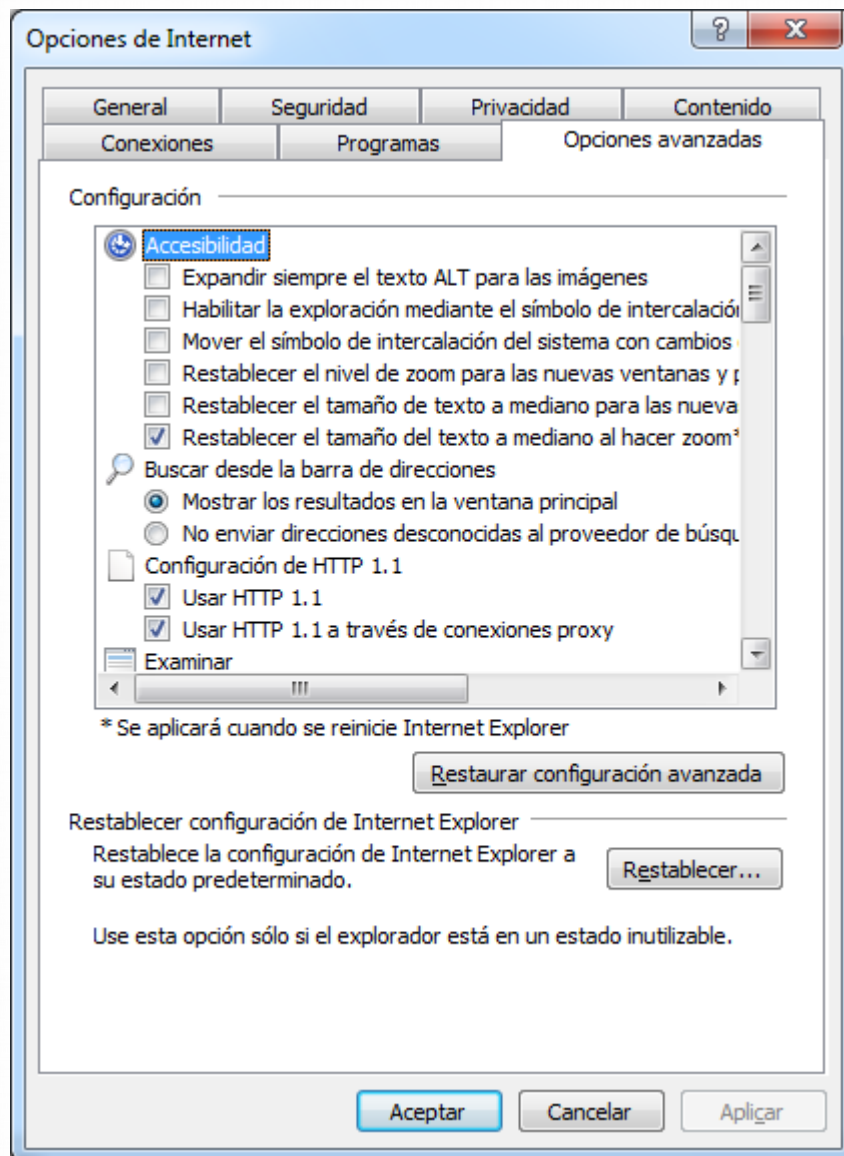 Opciones de Internet
General Seguridad Privacidad Contenido
Conexiones Programas Opciones avanzadas
Configuración
Accesibilidad
Expandir siempre el texto ALT para las imágenes
Habilitar la exploración mediante el símbolo de intercalación
Mover el símbolo de intercalación del sistema con cambios
Restablecer el nivel de zoom para las nuevas ventanas y
Restablecer el tamaño de texto a mediano para las nueva
Restablecer el tamaño del texto a mediano al hacer zoom*
Buscar desde la barra de direcciones
Mostrar los resultados en la ventana principal
No enviar direcciones desconocidas al proveedor de búsqu
Configuración de HTTP 1.1
Usar HTTP 1.1
Usar HTTP 1.1 a través de conexiones proxy
Examinar
* Se aplicará cuando se reinicie Internet Explorer
Restaurar configuración avanzada
Restablecer configuración de Internet Explorer
Restablece la configuración de Internet Explorer a
su estado predeterminado.
Restablecer...
Use esta opción sólo si el explorador está en un estado inutilizable.
Aceptar Cancelar Aplicar